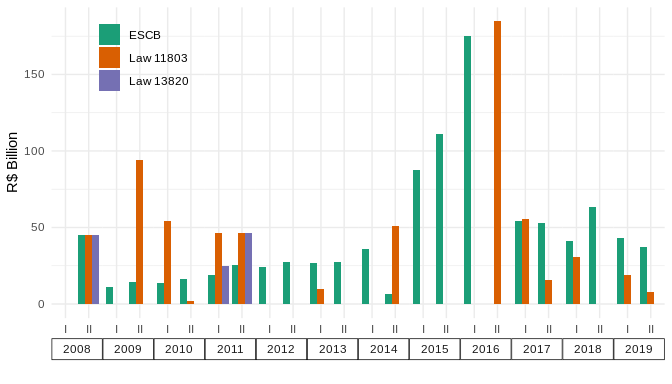 ESCB
Law 11803
Law 13820
R$ Billion
150
100
50
0
I II I II I II I II I II I II I II I II I II I II I II I II
2008 2009 2010 2011 2012 2013 2014 2015 2016 2017 2018 2019